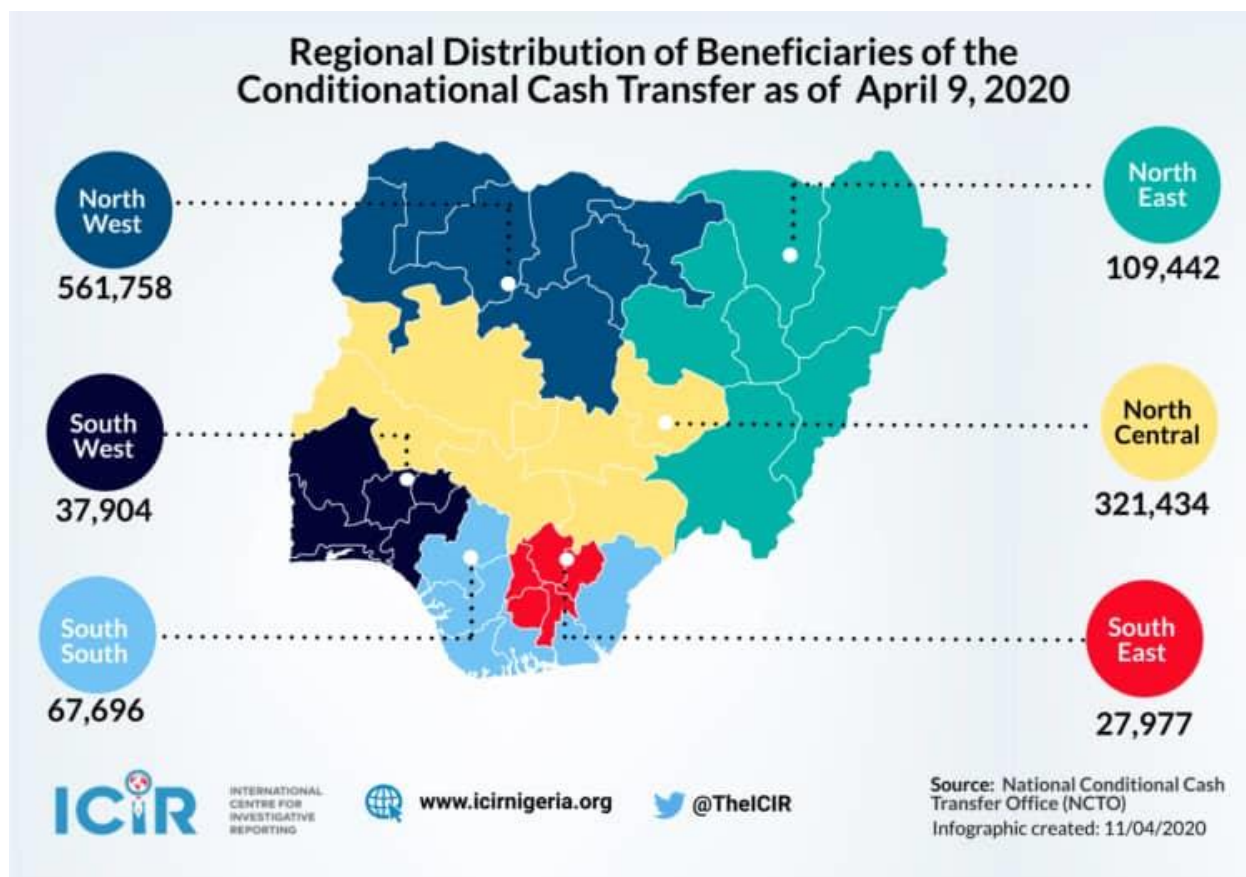 Regional Distribution of Beneficiaries of the
Conditionational Cash Transfer as of April 9, 2020
North
West
561,758
North
East
109,442
South
West
37,904
North
Central
321,434
South
South
67,696
South
East
27,977
ICIR
INTERNATIONAL
CENTRE FOR
INVESTIGATIVE
REPORTING
www.icirnigeria.org
@TheICIR
Source: National Conditional Cash
Transfer Office (NCTO)
Infographic created: 11/04/2020